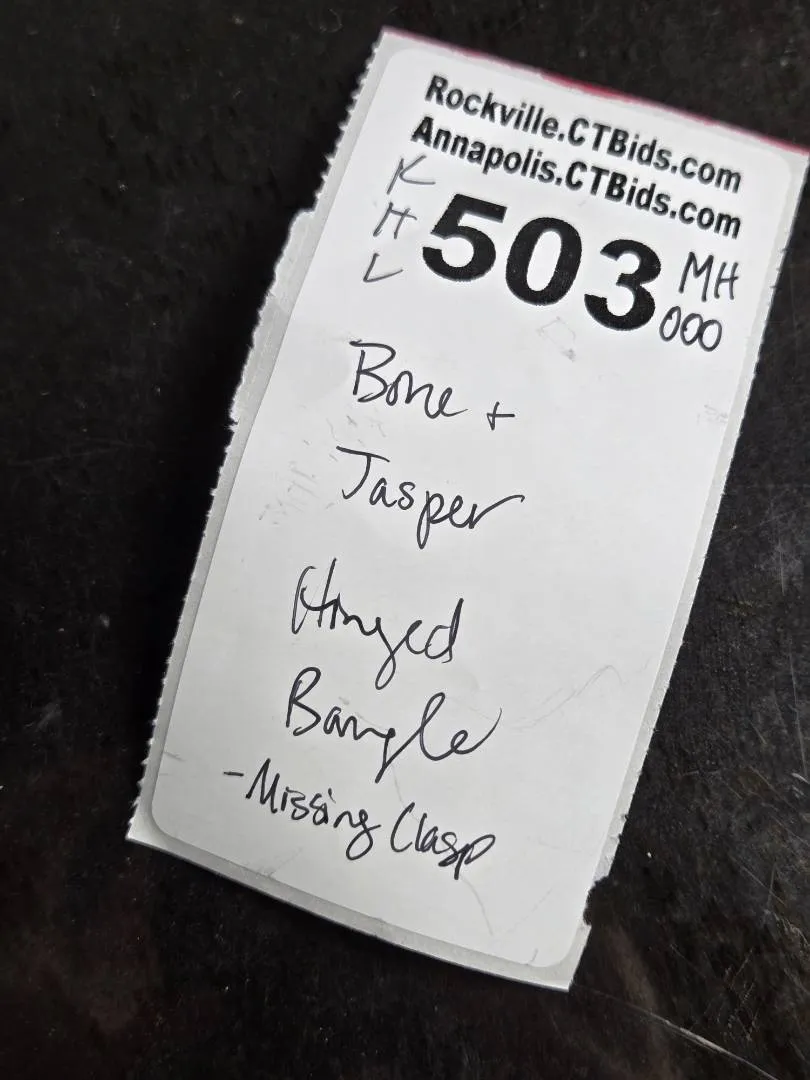 Rockville.CTBids.com
Annapolis.CTBids.com
K
H
L
503 MH
000
Bone +
Jasper
Hinged
Bangle
-Missing Clasp